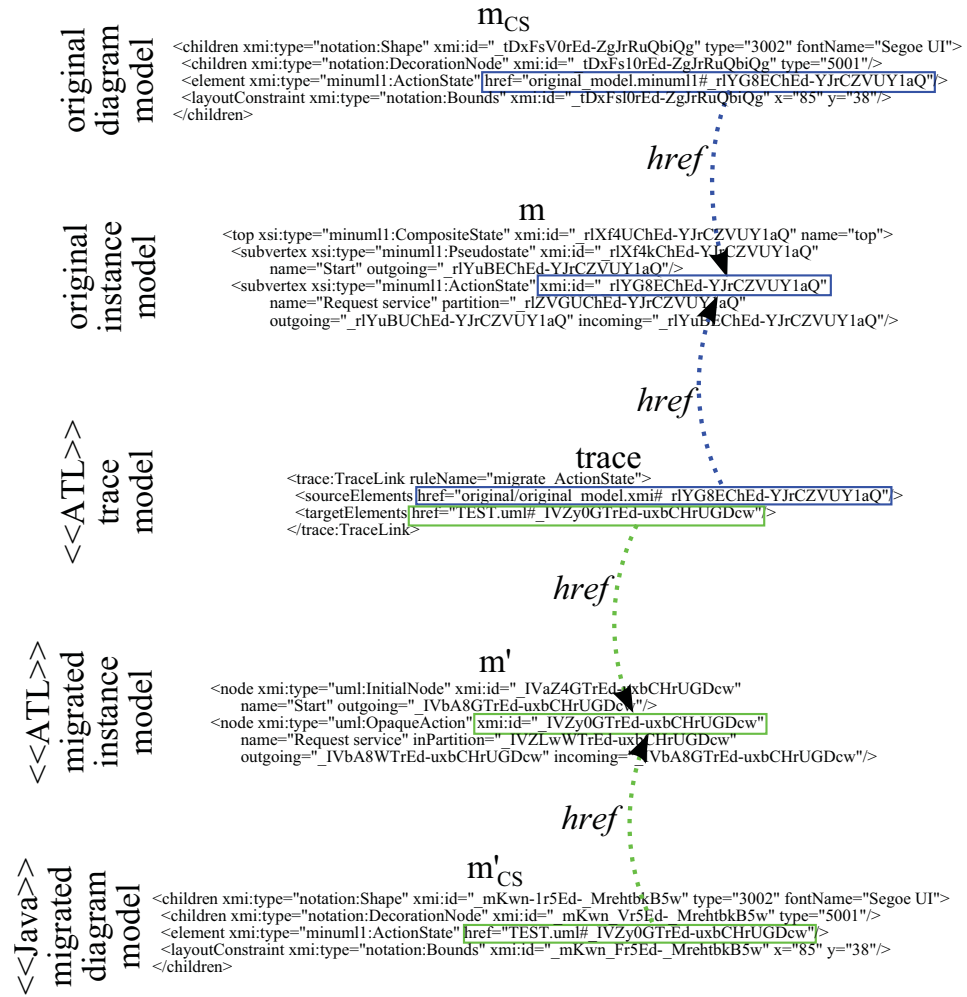 m_CS
original
diagram
model
<children xmi:type="notation:Shape" xmi:id="_tDxFsV0rEd-ZgJrRuQbiQg" type="3002" fontName="Segoe UI">
<children xmi:type="notation:DecorationNode" xmi:id="_tDxFs10rEd-ZgJrRuQbiQg" type="5001"/>
<element xmi:type="minuml1:ActionState" href="original_model.minuml1#_rlYG8EChEd-YJrCZVUY1aQ"/>
<layoutConstraint xmi:type="notation:Bounds" xmi:id="_tDxFsl0rEd-ZgJrRuQbiQg" x="85" y="38"/>
</children>
href
m
original
instance
model
<top xsi:type="minuml1:CompositeState" xmi:id="_rlXf4UChEd-YJrCZVUY1aQ" name="top">
<subvertex xsi:type="minuml1:Pseudostate" xmi:id="_rlXf4kChEd-YJrCZVUY1aQ"
name="Start" outgoing="_rlYuBEChEd-YJrCZVUY1aQ"/>
<subvertex xsi:type="minuml1:ActionState" xmi:id="_rlYG8EChEd-YJrCZVUY1aQ"
name="Request service" partition="_rlZVGUChEd-YJrCZVUY1aQ"
outgoing="_rlYuBUChEd-YJrCZVUY1aQ" incoming="_rlYuBEChEd-YJrCZVUY1aQ"/>
href
trace
<<ATL>>
trace
model
<trace:TraceLink ruleName="migrate_ActionState">
<sourceElements href="original/original_model.xmi#_rlYG8EChEd-YJrCZVUY1aQ"/>
<targetElements href="TEST.uml#_IVZy0GTrEd-uxbCHrUGDcw"/>
</trace:TraceLink>
href
m'
<<ATL>>
migrated
instance
model
<node xmi:type="uml:InitialNode" xmi:id="_IVaZ4GTrEd-uxbCHrUGDcw"
name="Start" outgoing="_IVbA8GTrEd-uxbCHrUGDcw"/>
<node xmi:type="uml:OpaqueAction" xmi:id="_IVZy0GTrEd-uxbCHrUGDcw"
name="Request service" inPartition="_IVZLwWTrEd-uxbCHrUGDcw"
outgoing="_IVbA8WTrEd-uxbCHrUGDcw" incoming="_IVbA8GTrEd-uxbCHrUGDcw"/>
href
m'_CS
<<Java>>
migrated
diagram
model
<children xmi:type="notation:Shape" xmi:id="_mKwn-1r5Ed-_MrehtbkB5w" type="3002" fontName="Segoe UI">
<children xmi:type="notation:DecorationNode" xmi:id="_mKwn_Vr5Ed-_MrehtbkB5w" type="5001"/>
<element xmi:type="minuml1:ActionState" href="TEST.uml#_IVZy0GTrEd-uxbCHrUGDcw"/>
<layoutConstraint xmi:type="notation:Bounds" xmi:id="_mKwn_Fr5Ed-_MrehtbkB5w" x="85" y="38"/>
</children>